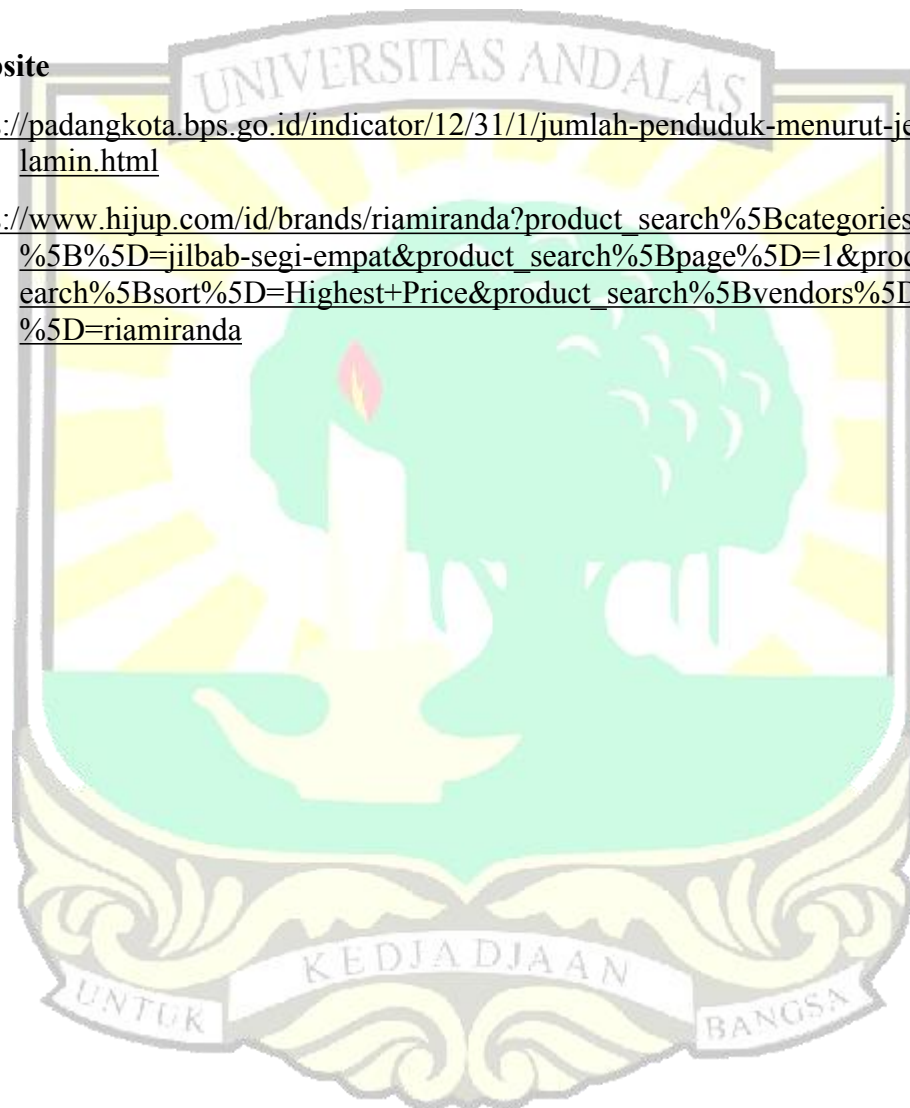 UNIVERSITAS ANDALAS
osite
s://padangkota.bps.go.id/indicator/12/31/1/jumlah-penduduk-menurut-je
lamin.html
s://www.hijup.com/id/brands/riamiranda?product_search%5Bcategories
%5B%5D=jilbab-segi-empat&product_search%5Bpage%5D=1&prod
earch%5Bsort%5D=Highest+Price&product_search%5Bvendors%5D
%5D=riamiranda
UNTUK KEDJADJAAN BANGSA